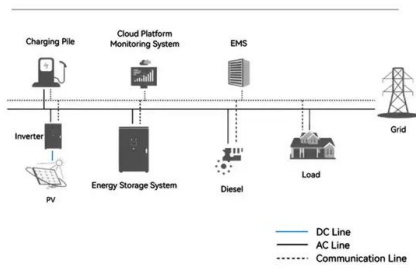 Charging Pile
Cloud Platform
Monitoring System
EMS
Grid
Inverter
PV
Energy Storage System
Diesel
Load
DC Line
AC Line
Communication Line